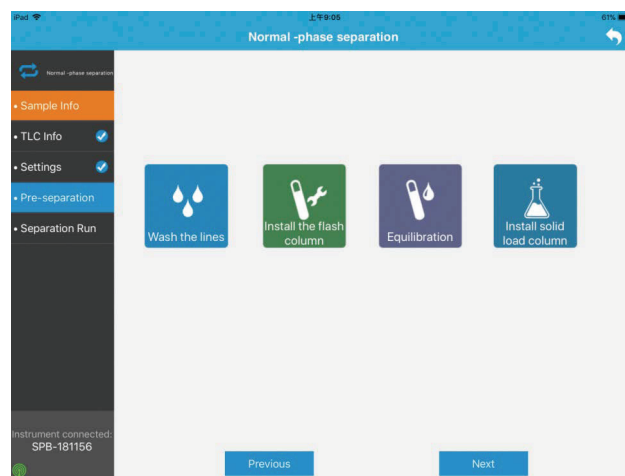 iPad 上午9:05 61%
Normal -phase separation
Normal -phase separation
• Sample Info
• TLC Info
• Settings
• Pre-separation
• Separation Run
Wash the lines
Install the flash
column
Equilibration
Install solid
load column
Instrument connected:
SPB-181156
Previous
Next